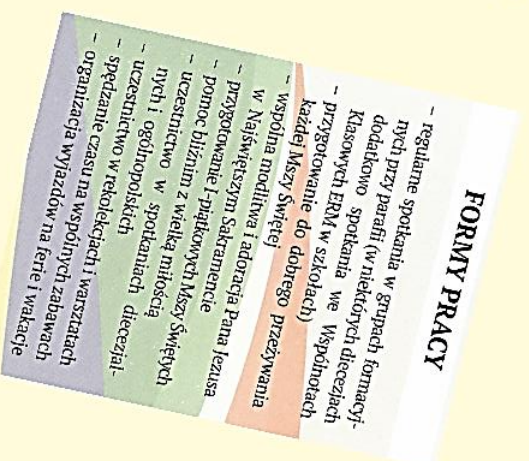 FORMY PRACY
- regularne spotkania w grupach formacyj-
nych przy parafii (w niektórych diecezjach
dodatkowo spotkania we Wspólnotach
Klasowych ERM w szkołach)
- przygotowanie do dobrego przeżywania
każdej Mszy Świętej
- wspólna modlitwa i adoracja Pana Jezusa
w Najświętszym Sakramencie
- przygotowanie I-piątkowych Mszy Świętych
- pomoc bliźnim z wielką miłością
- uczestnictwo w spotkaniach diecezjal-
nych i ogólnopolskich
- uczestnictwo w rekolekcjach i warsztatach
- spędzanie czasu na wspólnych zabawach
- organizacja wyjazdów na ferie i wakacje